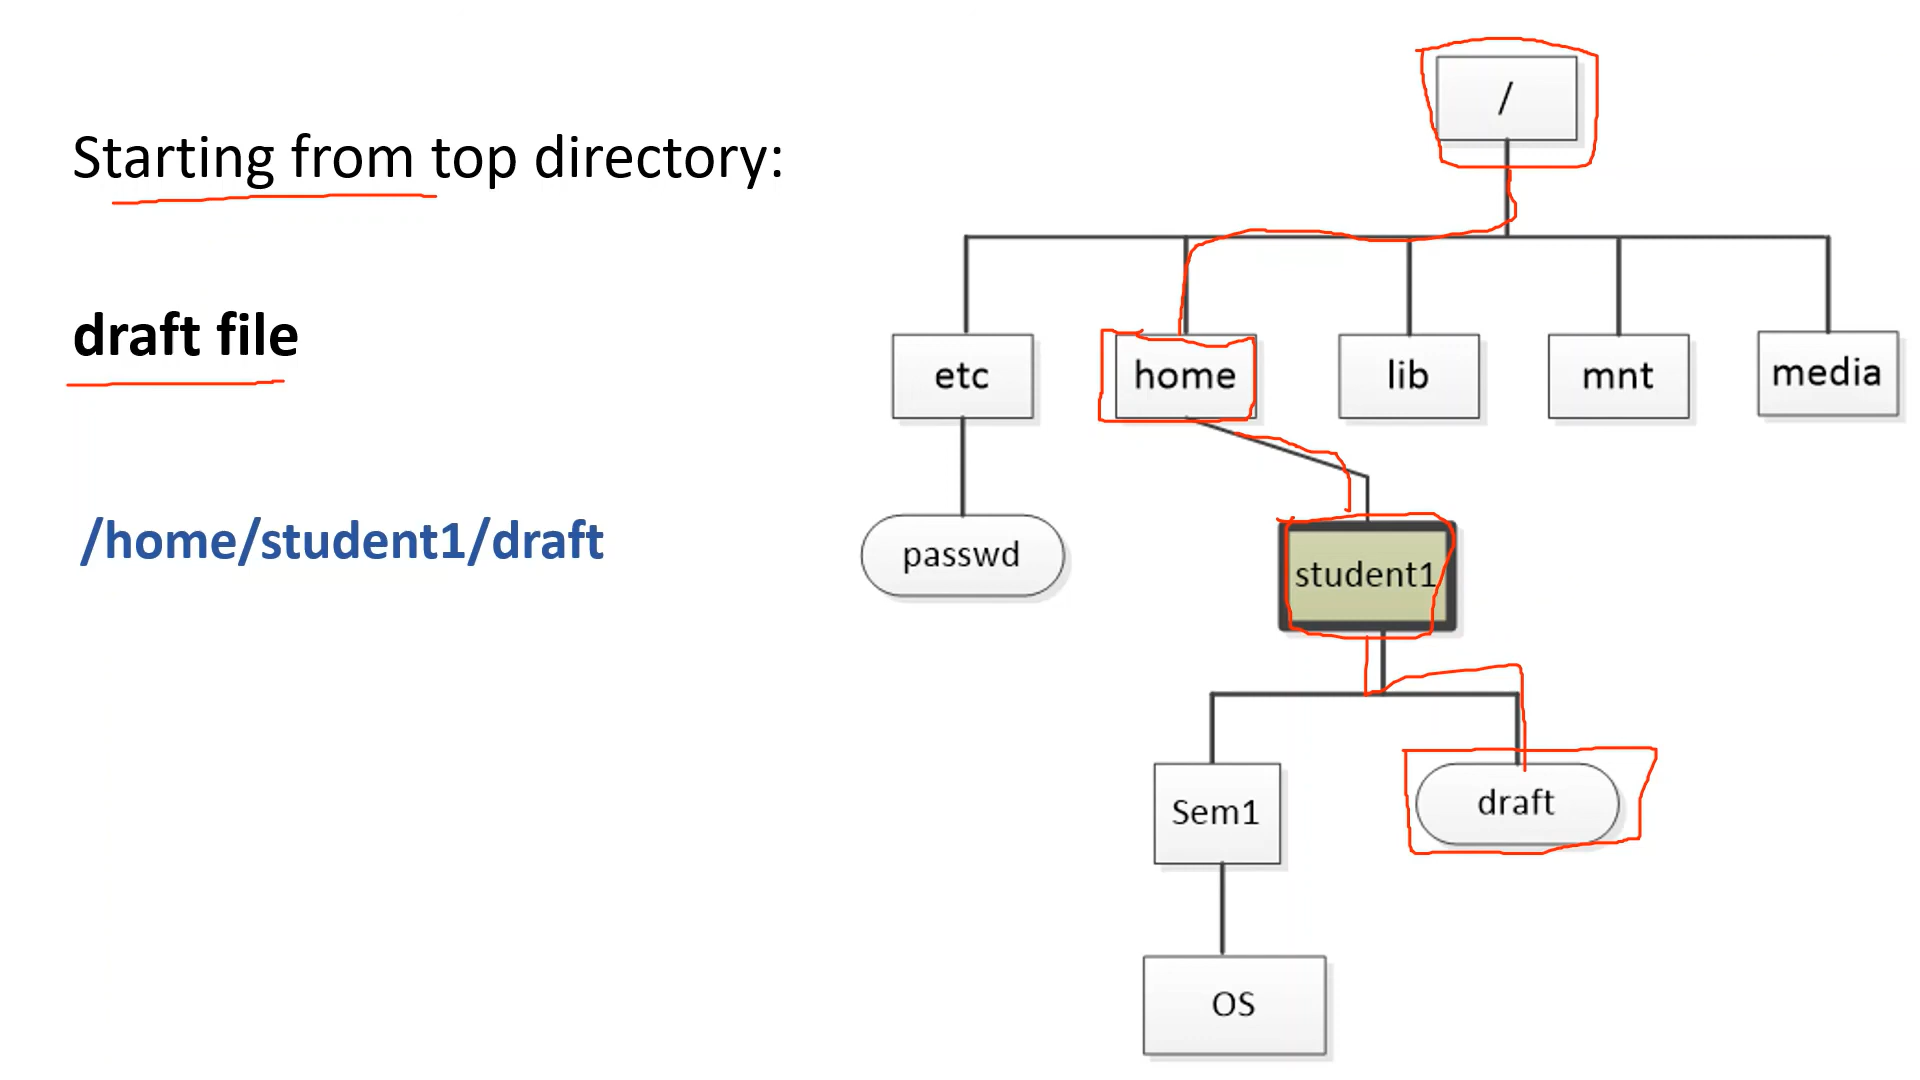 Starting from top directory:
draft file
/home/student1/draft
/
etc
home
lib
mnt
media
passwd
student1
Sem1
draft
OS